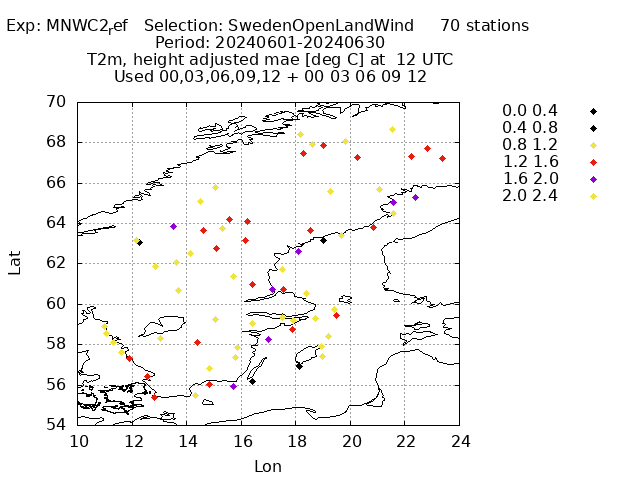 Exp: MNWC2ref   Selection: SwedenOpenLandWind     70 stations
Period: 20240601-20240630
T2m, height adjusted mae [deg C] at  12 UTC
Used 00,03,06,09,12 + 00 03 06 09 12
70
68
66
64
62
60
58
56
54
Lat
10 12 14 16 18 20 22 24
Lon
0.0 0.4
0.4 0.8
0.8 1.2
1.2 1.6
1.6 2.0
2.0 2.4